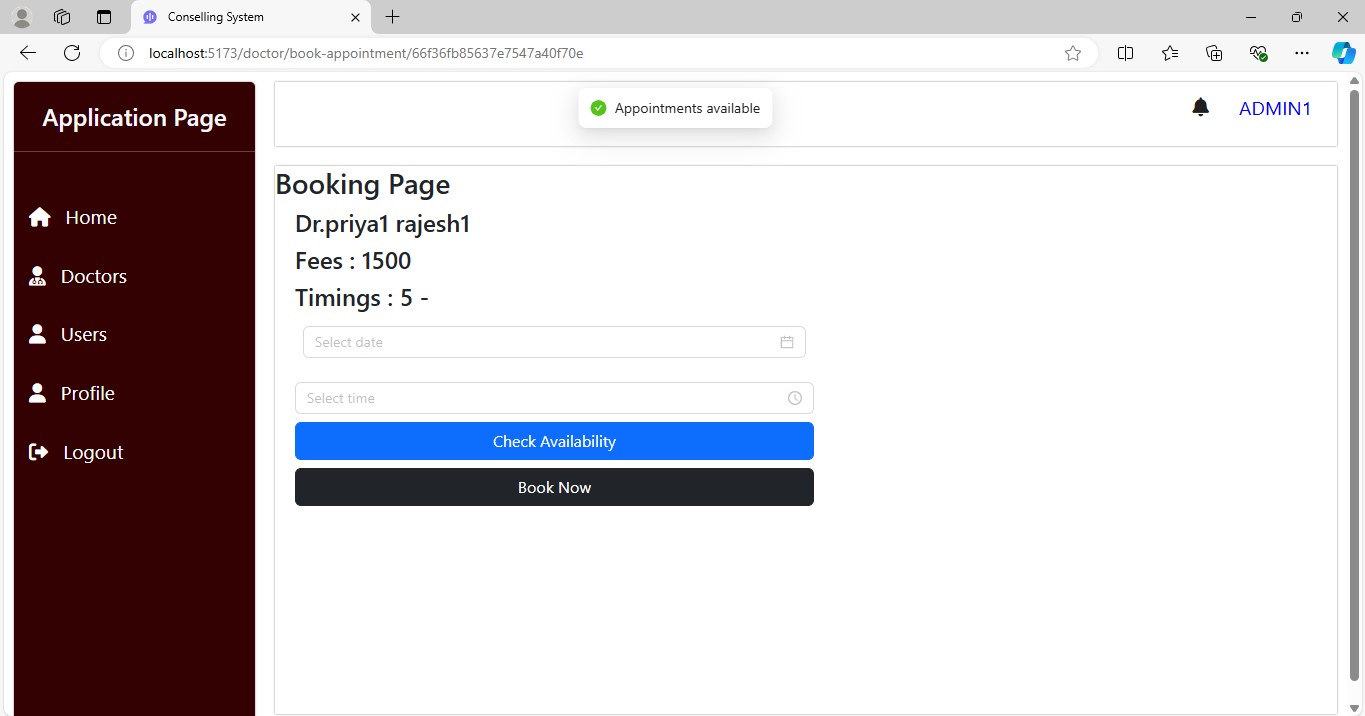 Conselling System
localhost:5173/doctor/book-appointment/66f36fb85637e7547a40f70e
Application Page
Appointments available
ADMIN1
Home
Doctors
Users
Profile
Logout
Booking Page
Dr.priya1 rajesh1
Fees : 1500
Timings : 5 -
Select date
Select time
Check Availability
Book Now